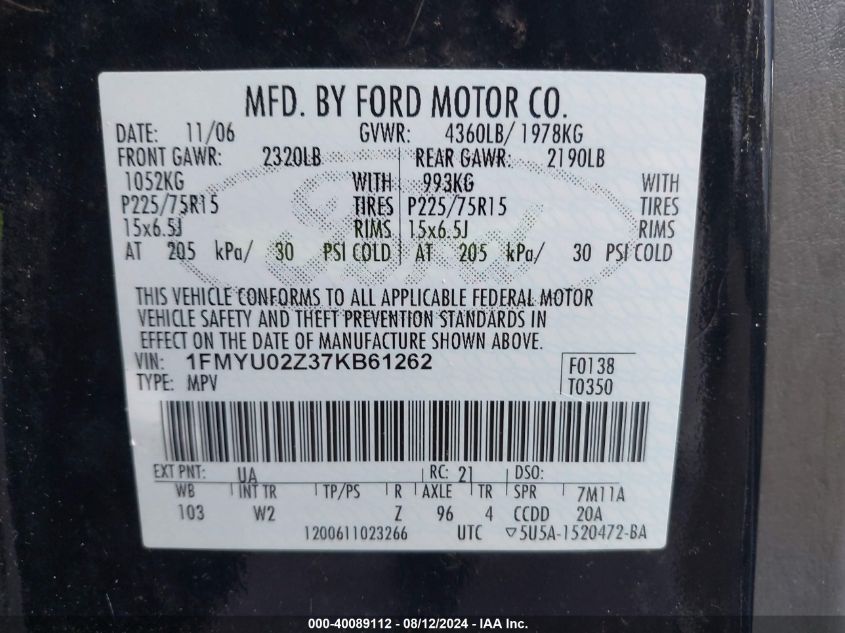 MFD. BY FORD MOTOR CO.
DATE: 11/06 GVWR: 4360LB/ 1978KG
FRONT GAWR: 2320LB REAR GAWR: 2190LB
1052KG WITH 993KG WITH
P225/75R15 TIRES P225/75R15 TIRES
15x6.5J RIMS 15x6.5J RIMS
AT 205 kPa/ 30 PSI COLD AT 205 kPa/ 30 PSI COLD
THIS VEHICLE CONFORMS TO ALL APPLICABLE FEDERAL MOTOR
VEHICLE SAFETY AND THEFT PREVENTION STANDARDS IN
EFFECT ON THE DATE OF MANUFACTURE SHOWN ABOVE.
VIN: 1FMYU02Z37KB61262 F0138
TYPE: MPV T0350
EXT PNT: UA RC: 21 DSO:
WB INT TR TP/PS R AXLE TR SPR 7M11A
103 W2 Z 96 4 CCDD 20A
1200611023266 UTC ▽5U5A-1520472-BA
000-40089112 - 08/12/2024 - IAA Inc.